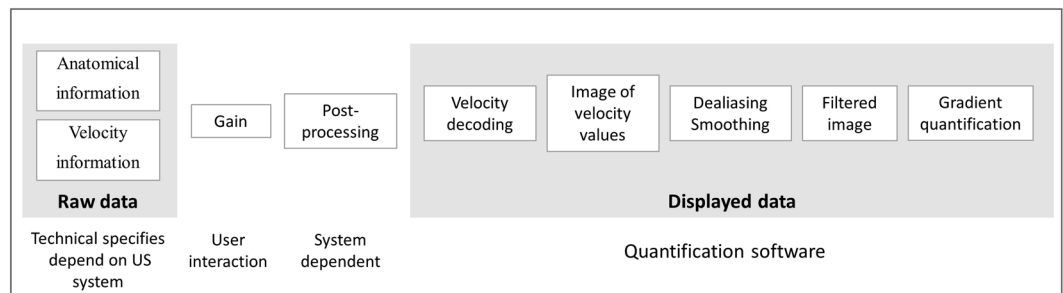 Anatomical
information
Velocity
information
Raw data
Technical specifies
depend on US
system
Gain
User
interaction
Post-
processing
System
dependent
Velocity
decoding
Image of
velocity
values
Dealiasing
Smoothing
Filtered
image
Gradient
quantification
Displayed data
Quantification software